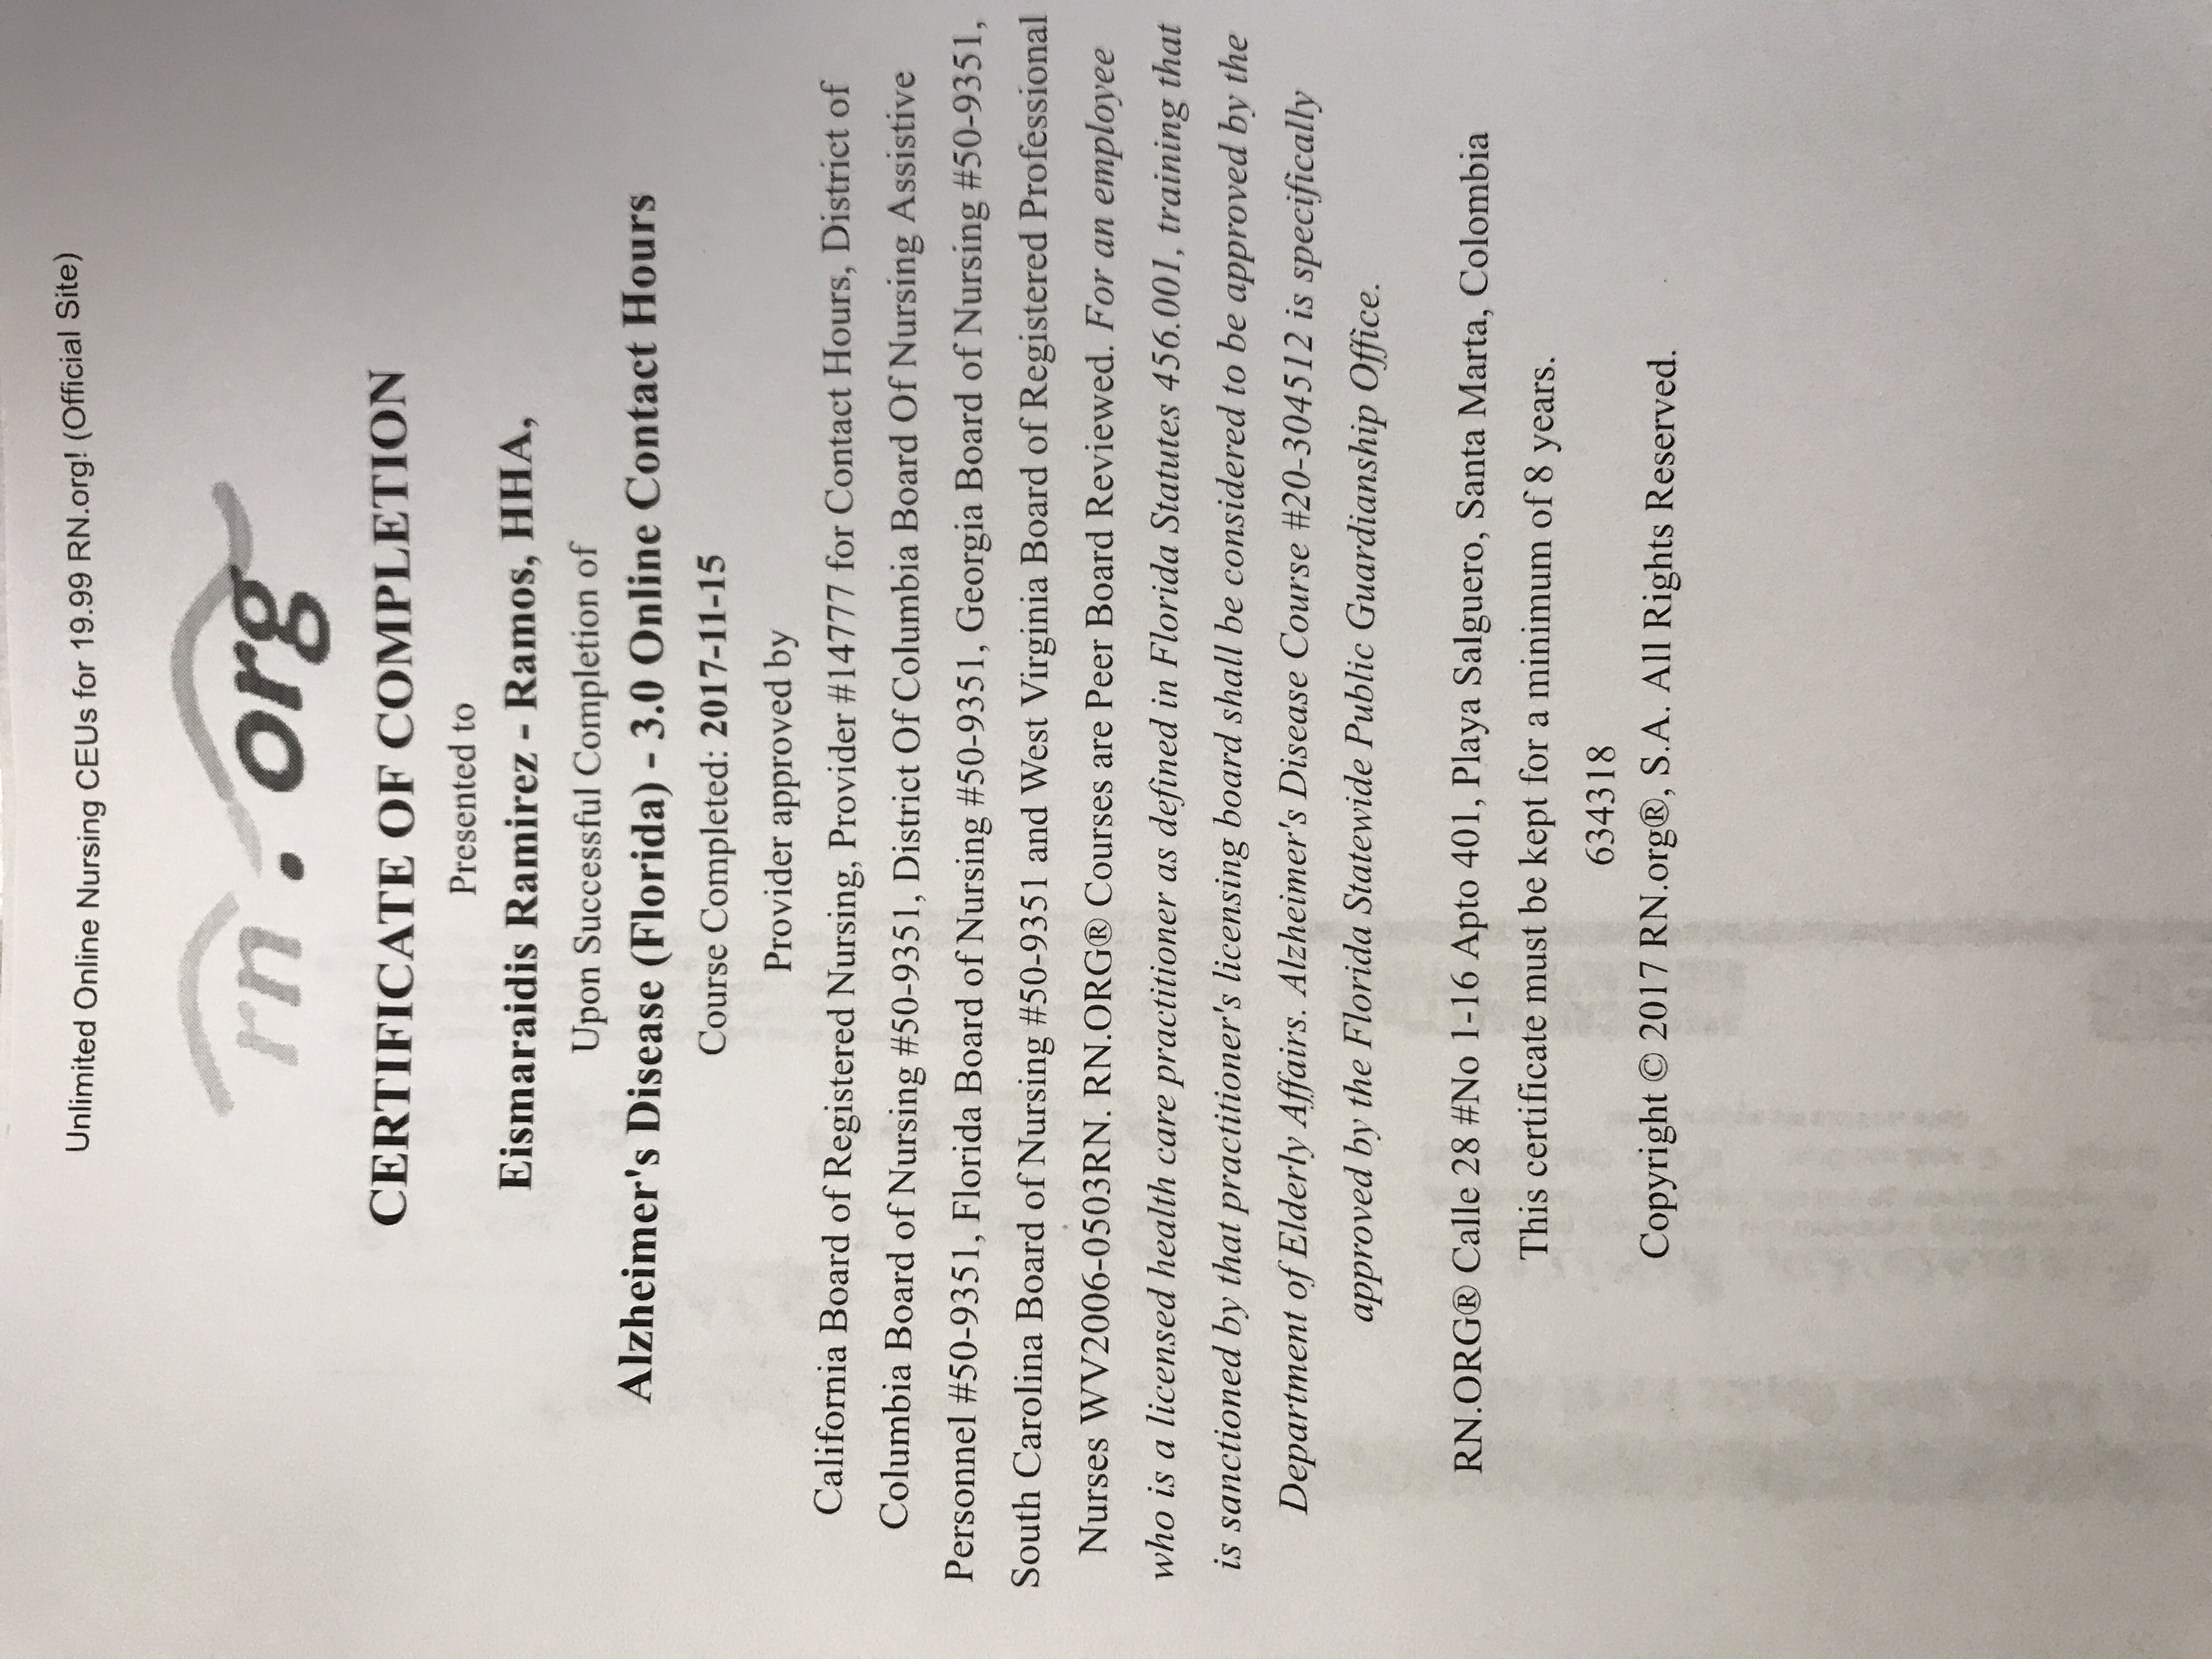 Unlimited Online Nursing CEUs for 19.99 RN.org! (Official Site)
rn.org
CERTIFICATE OF COMPLETION
Presented to
Eismaraidis Ramirez - Ramos, HHA,
Upon Successful Completion of
Alzheimer's Disease (Florida) - 3.0 Online Contact Hours
Course Completed: 2017-11-15
Provider approved by
California Board of Registered Nursing, Provider #14777 for Contact Hours, District of
Columbia Board of Nursing #50-9351, District Of Columbia Board Of Nursing Assistive
Personnel #50-9351, Florida Board of Nursing #50-9351, Georgia Board of Nursing #50-9351,
South Carolina Board of Nursing #50-9351 and West Virginia Board of Registered Professional
Nurses WV2006-0503RN. RN.ORG® Courses are Peer Board Reviewed. For an employee
who is a licensed health care practitioner as defined in Florida Statutes 456.001, training that
is sanctioned by that practitioner's licensing board shall be considered to be approved by the
Department of Elderly Affairs. Alzheimer's Disease Course #20-304512 is specifically
approved by the Florida Statewide Public Guardianship Office.
RN.ORG® Calle 28 #No 1-16 Apto 401, Playa Salguero, Santa Marta, Colombia
This certificate must be kept for a minimum of 8 years.
634318
Copyright © 2017 RN.org®, S.A. All Rights Reserved.